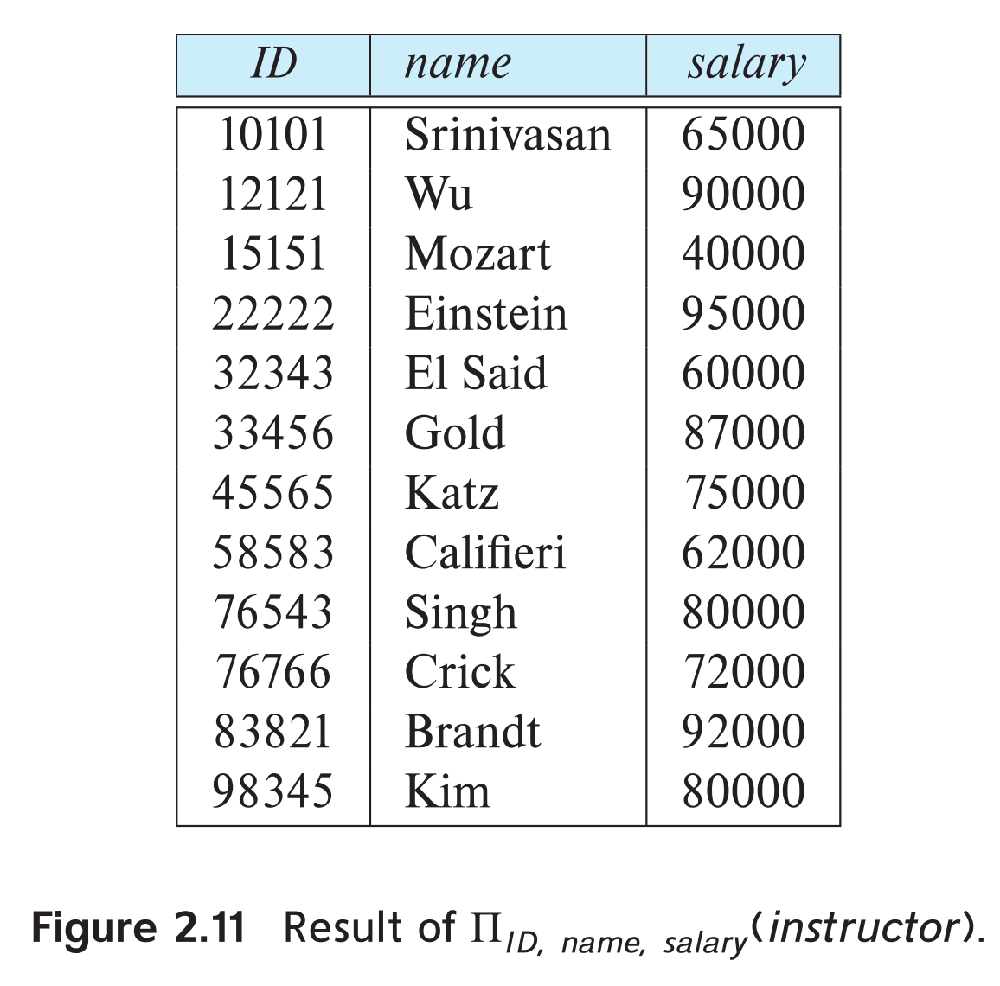 ID name salary
10101 Srinivasan 65000
12121 Wu 90000
15151 Mozart 40000
22222 Einstein 95000
32343 El Said 60000
33456 Gold 87000
45565 Katz 75000
58583 Califieri 62000
76543 Singh 80000
76766 Crick 72000
83821 Brandt 92000
98345 Kim 80000
Figure 2.11 Result of Π_ID, name, salary(instructor).